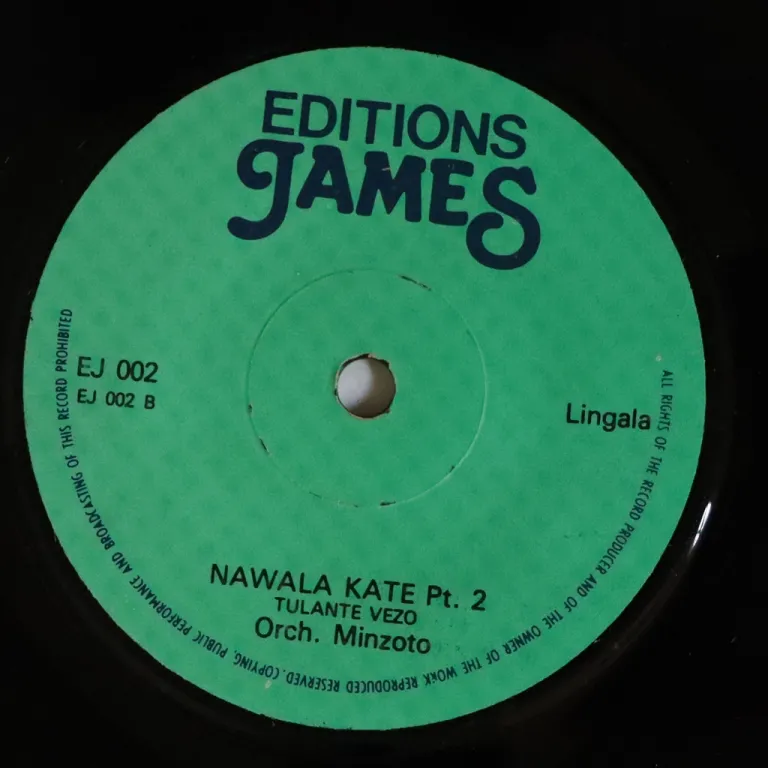 EDITIONS
JAMES
EJ 002
EJ 002 B
Lingala
NAWALA KATE Pt. 2
TULANTE VEZO
Orch. Minzoto
ALL RIGHTS OF THE RECORD PRODUCER AND OF THE OWNER OF THE WORK REPRODUCED RESERVED. COPYING, PUBLIC PERFORMANCE AND BROADCASTING OF THIS RECORD PROHIBITED